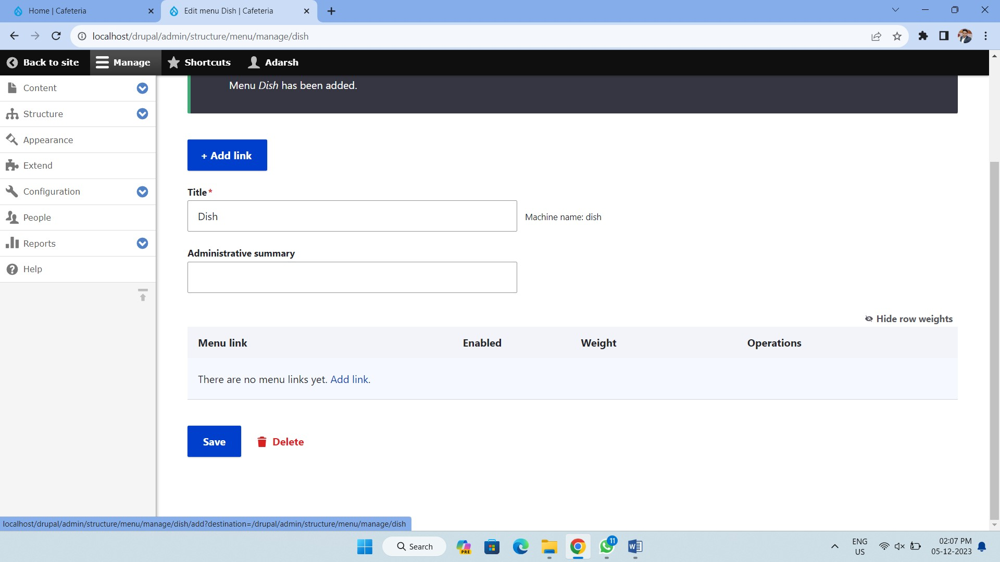 Home | Cafeteria
Edit menu Dish | Cafeteria
localhost/drupal/admin/structure/menu/manage/dish
Back to site
Manage
Shortcuts
Adarsh
Content
Structure
Appearance
Extend
Configuration
People
Reports
Help
Menu Dish has been added.
+ Add link
Title*
Dish
Machine name: dish
Administrative summary
Hide row weights
Menu link Enabled Weight Operations
There are no menu links yet. Add link.
Save
Delete
localhost/drupal/admin/structure/menu/manage/dish/add?destination=/drupal/admin/structure/menu/manage/dish
Search
PRE
11
ENG
US
02:07 PM
05-12-2023